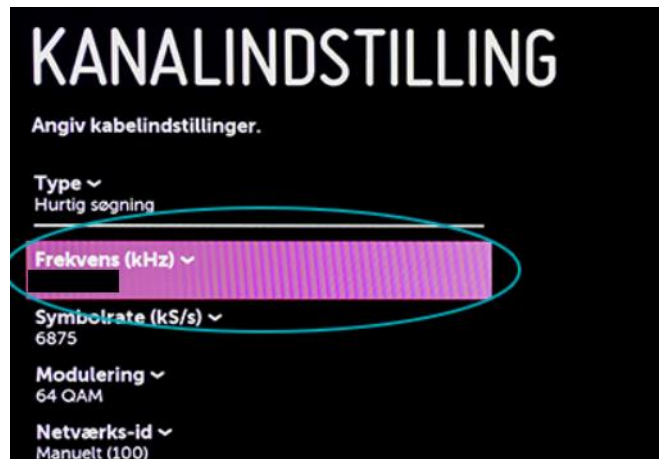 KANALINDSTILLING
Angiv kabelindstillinger.
Type
Hurtig søgning
Frekvens (kHz)
Symbolrate (kS/s)
6875
Modulering
64 QAM
Netværks-id
Manuelt (100)